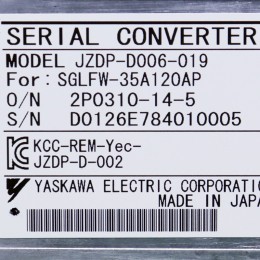 SERIAL CONVERTER
MODEL JZDP-D006-019
For: SGLFW-35A120AP
O/N 2P0310-14-5
S/N D0126E784010005
KCC-REM-Yec-
JZDP-D-002
YASKAWA ELECTRIC CORPORATION
MADE IN JAPA